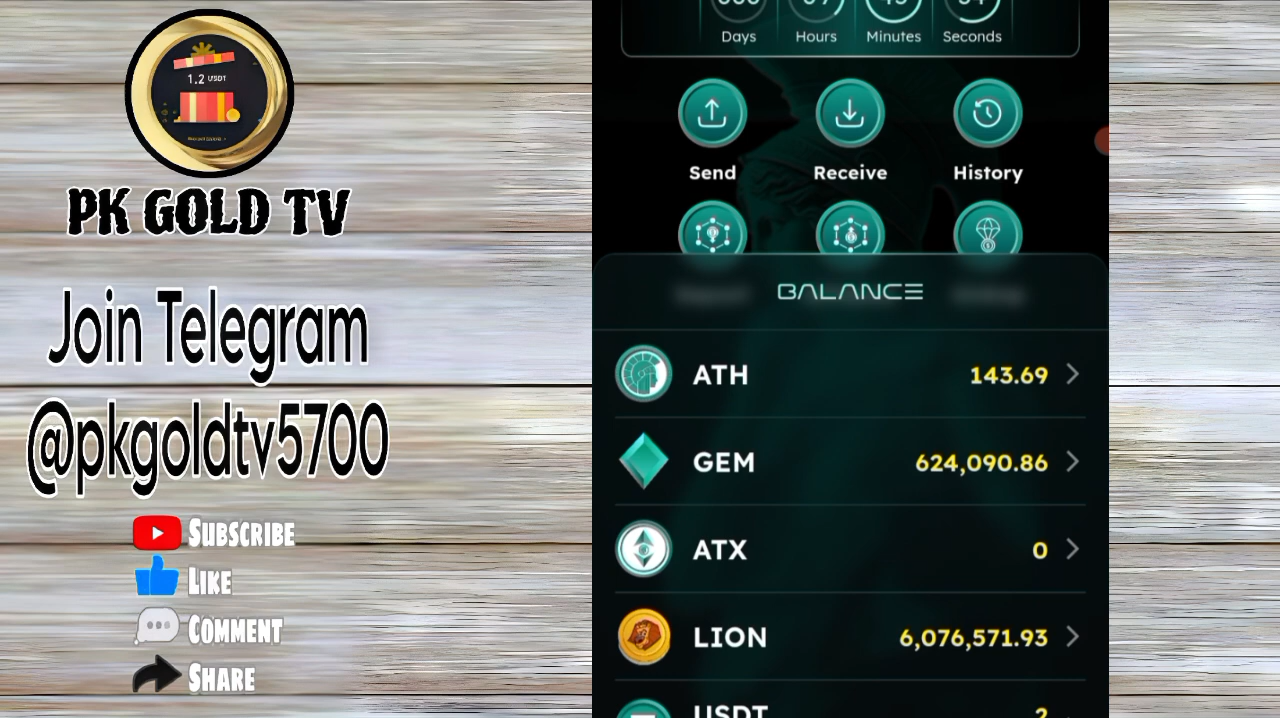 1.2 USDT
PK GOLD TV
Join Telegram
@pkgoldtv5700
SUBSCRIBE
LIKE
COMMENT
SHARE
Days Hours Minutes Seconds
Send Receive History
BALANCE
ATH 143.69
GEM 624,090.86
ATX 0
LION 6,076,571.93
USDT 2